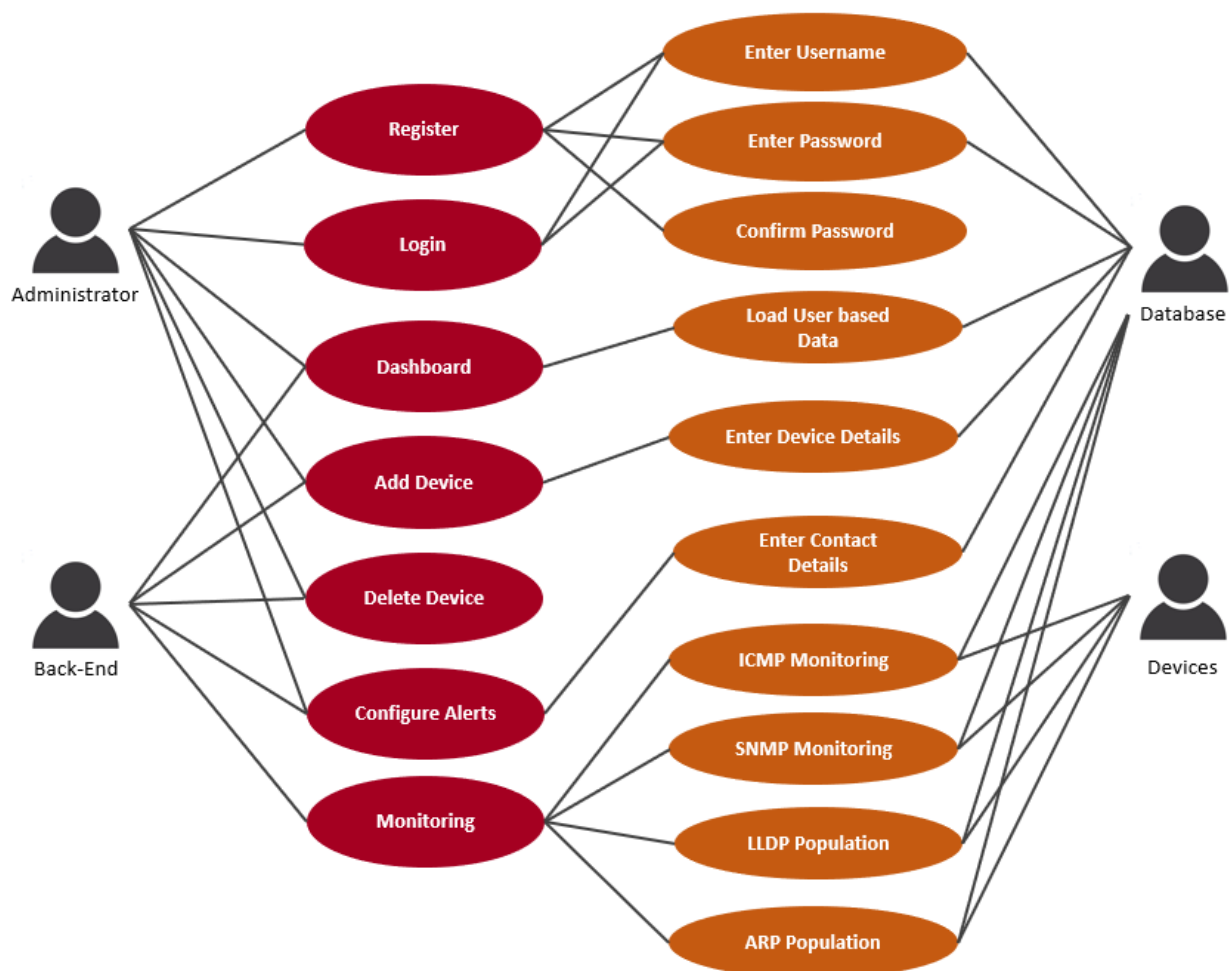 Enter Username
Register
Enter Password
Confirm Password
Login
Administrator
Database
Load User based
Data
Dashboard
Enter Device Details
Add Device
Enter Contact
Details
Delete Device
Back-End
Devices
ICMP Monitoring
Configure Alerts
SNMP Monitoring
Monitoring
LLDP Population
ARP Population